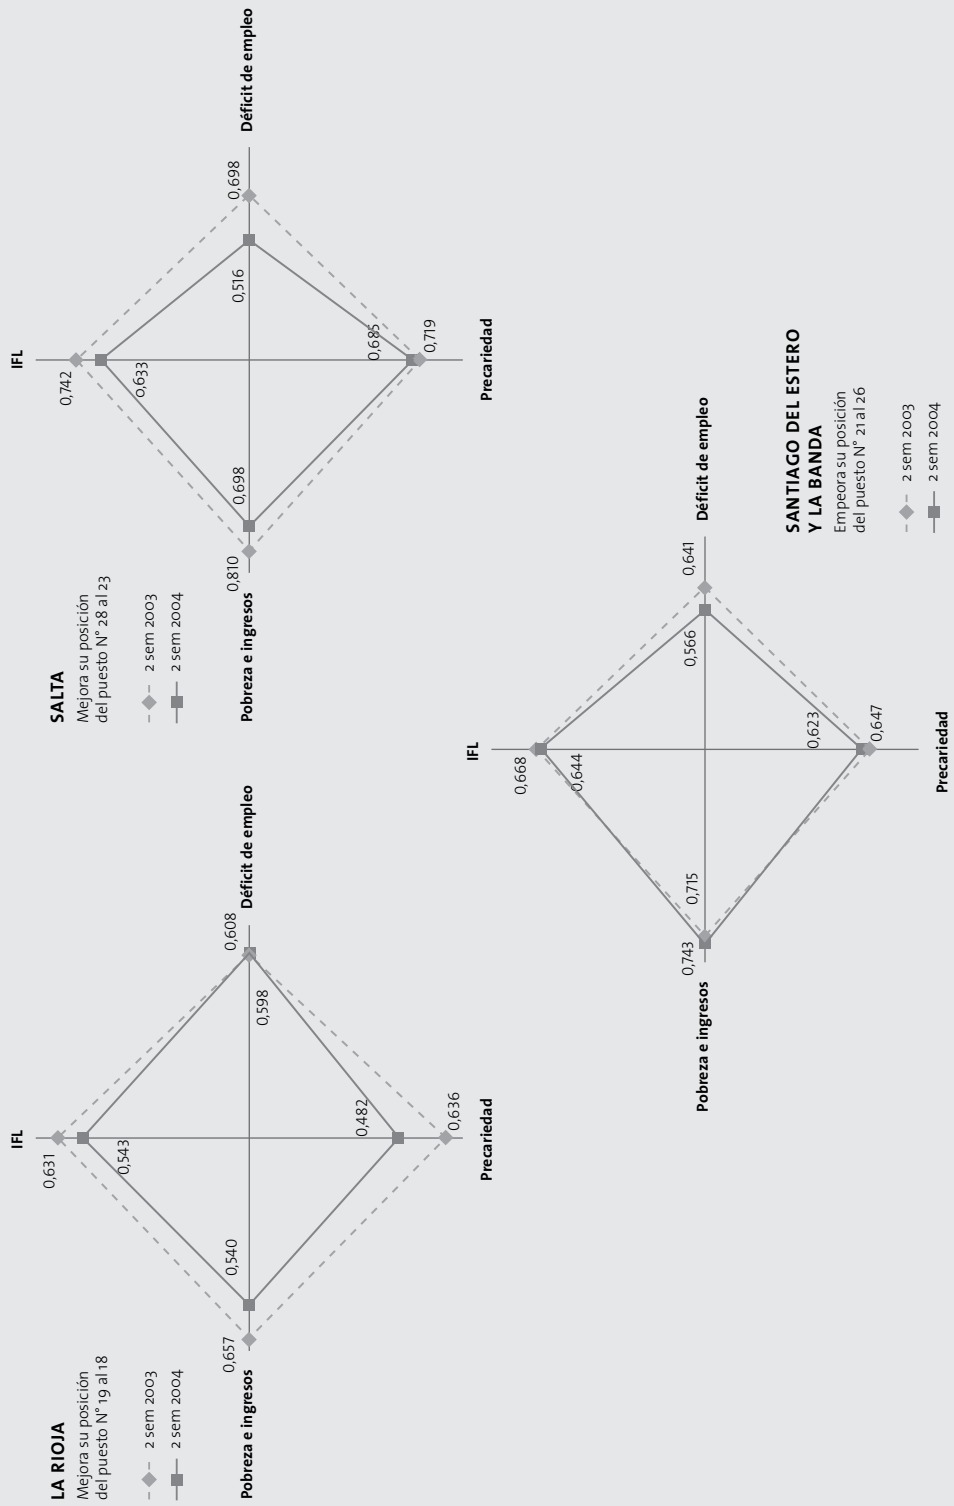 LA RIOJA
Mejora su posición
del puesto N° 19 al 18
2 sem 2003
2 sem 2004
IFL
0,631
0,543
Déficit de empleo
0,608
0,598
Precariedad
0,636
0,482
Pobreza e ingresos
0,657
0,540
SALTA
Mejora su posición
del puesto N° 28 al 23
2 sem 2003
2 sem 2004
IFL
0,742
0,633
Déficit de empleo
0,698
0,516
Precariedad
0,719
0,685
Pobreza e ingresos
0,810
0,698
SANTIAGO DEL ESTERO
Y LA BANDA
Empeora su posición
del puesto N° 21 al 26
2 sem 2003
2 sem 2004
IFL
0,668
0,644
Déficit de empleo
0,641
0,566
Precariedad
0,647
0,623
Pobreza e ingresos
0,743
0,715